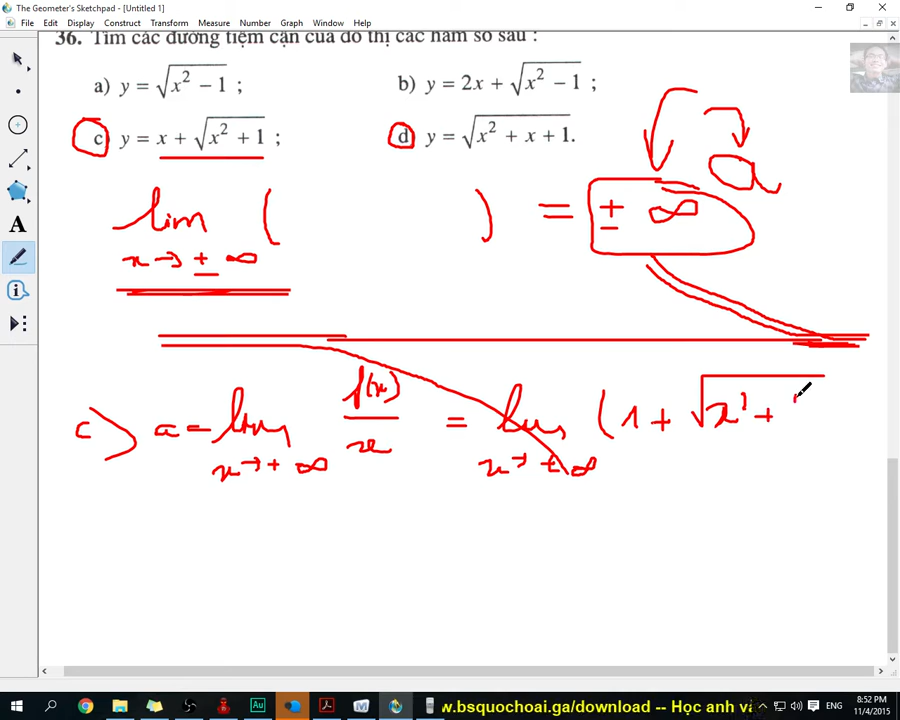 The Geometer's Sketchpad - [Untitled 1]
File Edit Display Construct Transform Measure Number Graph Window Help
36. Tìm các đường tiệm cận của đồ thị các hàm số sau :
a) y = √(x² − 1) ;
b) y = 2x + √(x² − 1) ;
c) y = x + √(x² + 1) ;
d) y = √(x² + x + 1).
a
lim ( ) = ± ∞
x → ± ∞
c) a = lim f(x)/x = lim (1 + √(x² +
x → + ∞ x → + ∞
w.bsquochoai.ga/download -- Học anh vă
8:52 PM
11/4/2015